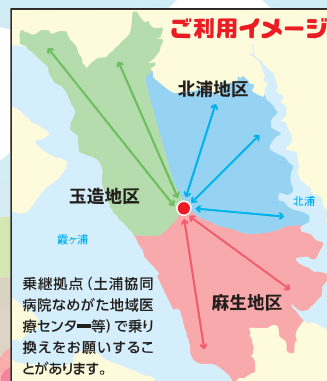 ご利用イメージ
北浦地区
玉造地区
北浦
霞ヶ浦
麻生地区
乗継拠点（土浦協同
病院なめがた地域医
療センター等）で乗り
換えをお願いするこ
とがあります。